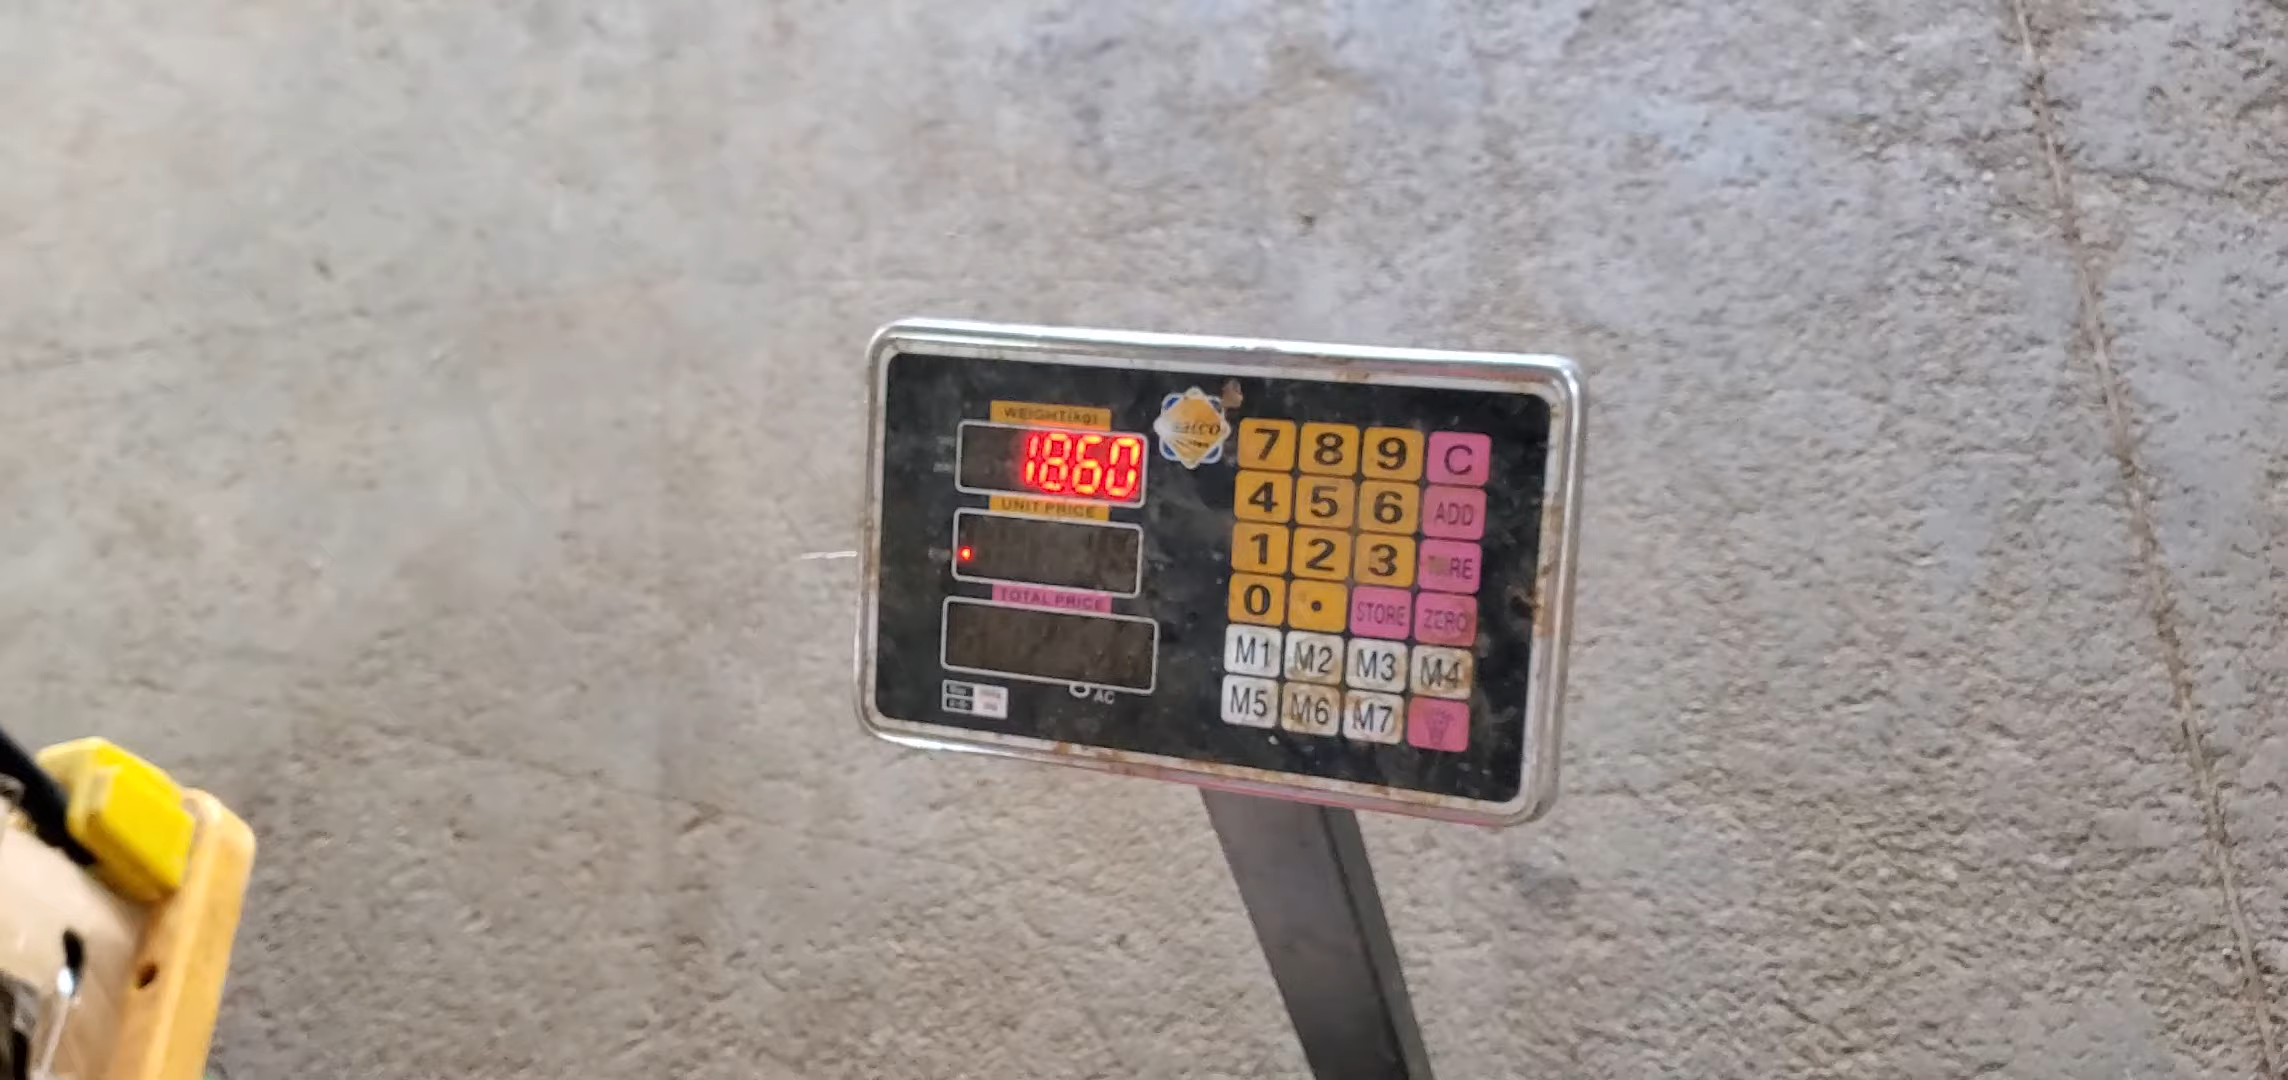 WEIGHT(kg)
1860
UNIT PRICE
TOTAL PRICE
AC
7 8 9 C
4 5 6 ADD
1 2 3
0 . STORE ZERO
M1 M2 M3 M4
M5 M6 M7